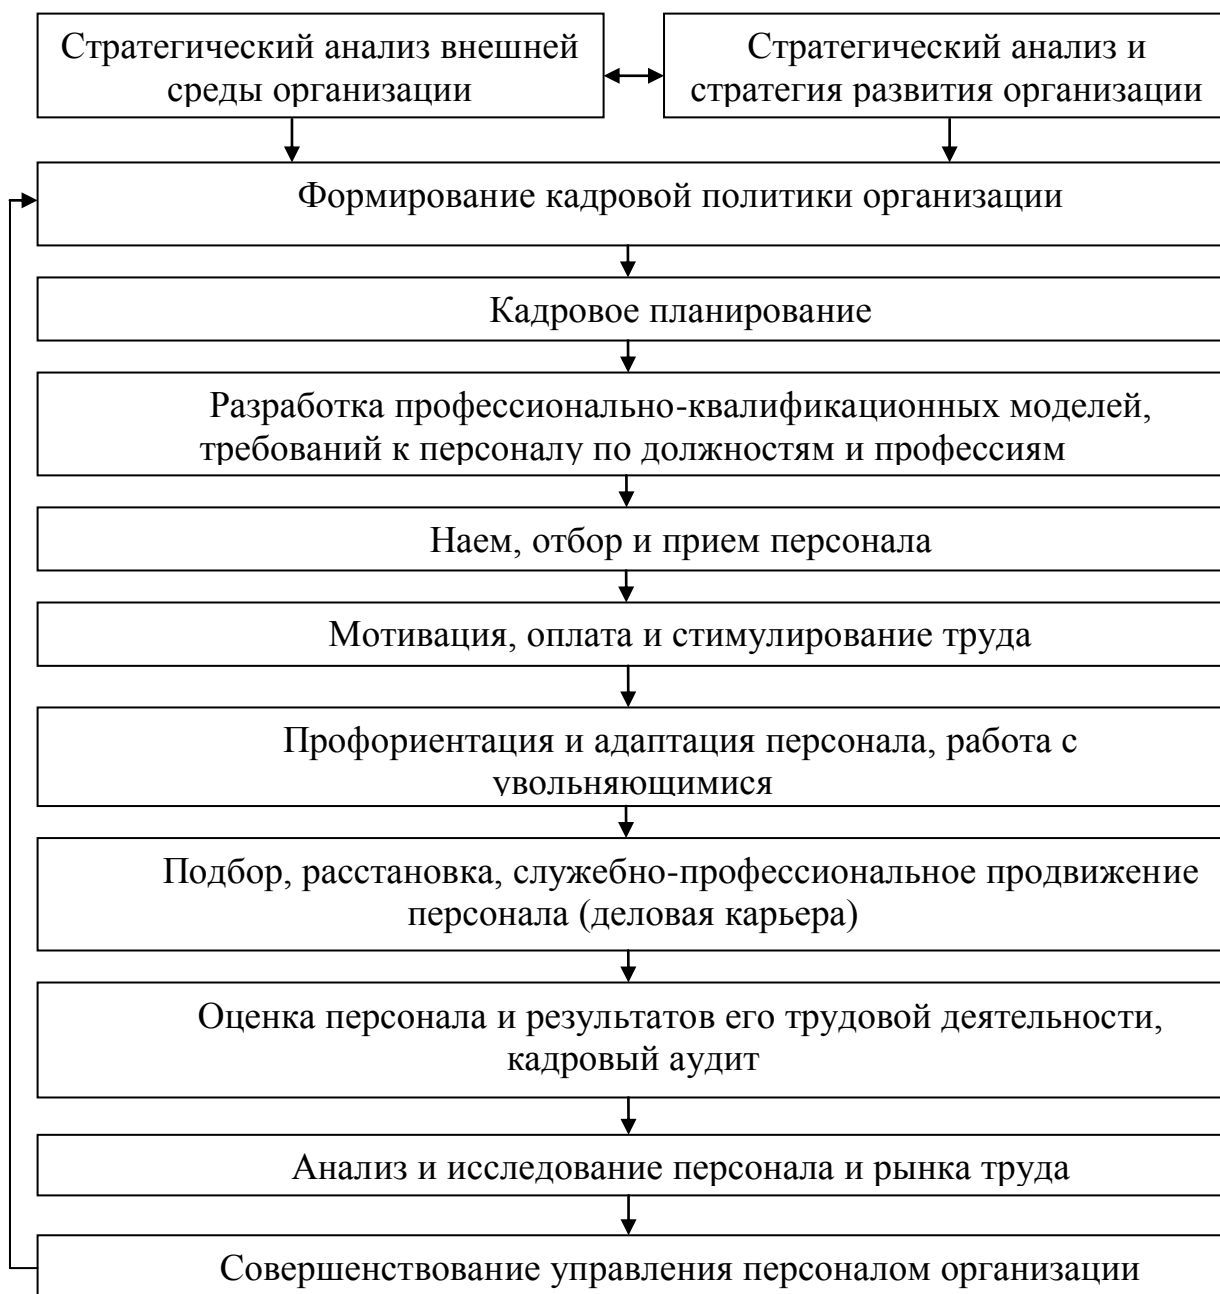 Стратегический анализ внешней
среды организации
Стратегический анализ и
стратегия развития организации
Формирование кадровой политики организации
Кадровое планирование
Разработка профессионально-квалификационных моделей,
требований к персоналу по должностям и профессиям
Наем, отбор и прием персонала
Мотивация, оплата и стимулирование труда
Профориентация и адаптация персонала, работа с
увольняющимися
Подбор, расстановка, служебно-профессиональное продвижение
персонала (деловая карьера)
Оценка персонала и результатов его трудовой деятельности,
кадровый аудит
Анализ и исследование персонала и рынка труда
Совершенствование управления персоналом организации